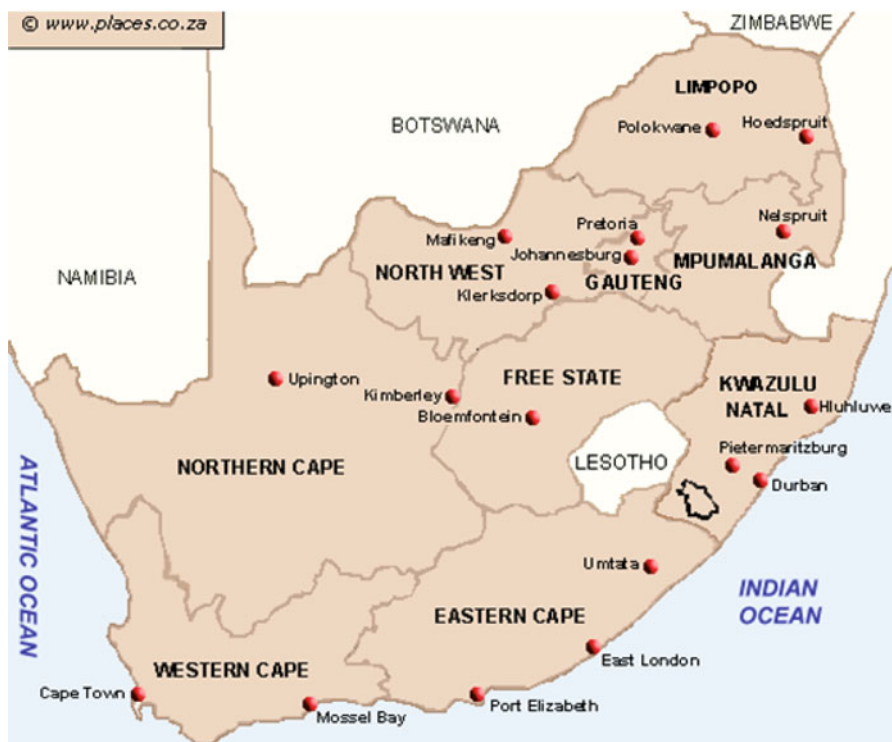 © www.places.co.za
ZIMBABWE
LIMPOPO
Polokwane
Hoedspruit
BOTSWANA
Nelspruit
Pretoria
Mafikeng
Johannesburg
MPUMALANGA
NORTH WEST
NAMIBIA
GAUTENG
Klerksdorp
Upington
FREE STATE
KWAZULU
NATAL
Kimberley
Hluhluwe
Bloemfontein
Pietermaritzburg
LESOTHO
NORTHERN CAPE
Durban
ATLANTIC OCEAN
Umtata
INDIAN
OCEAN
EASTERN CAPE
East London
WESTERN CAPE
Cape Town
Port Elizabeth
Mossel Bay